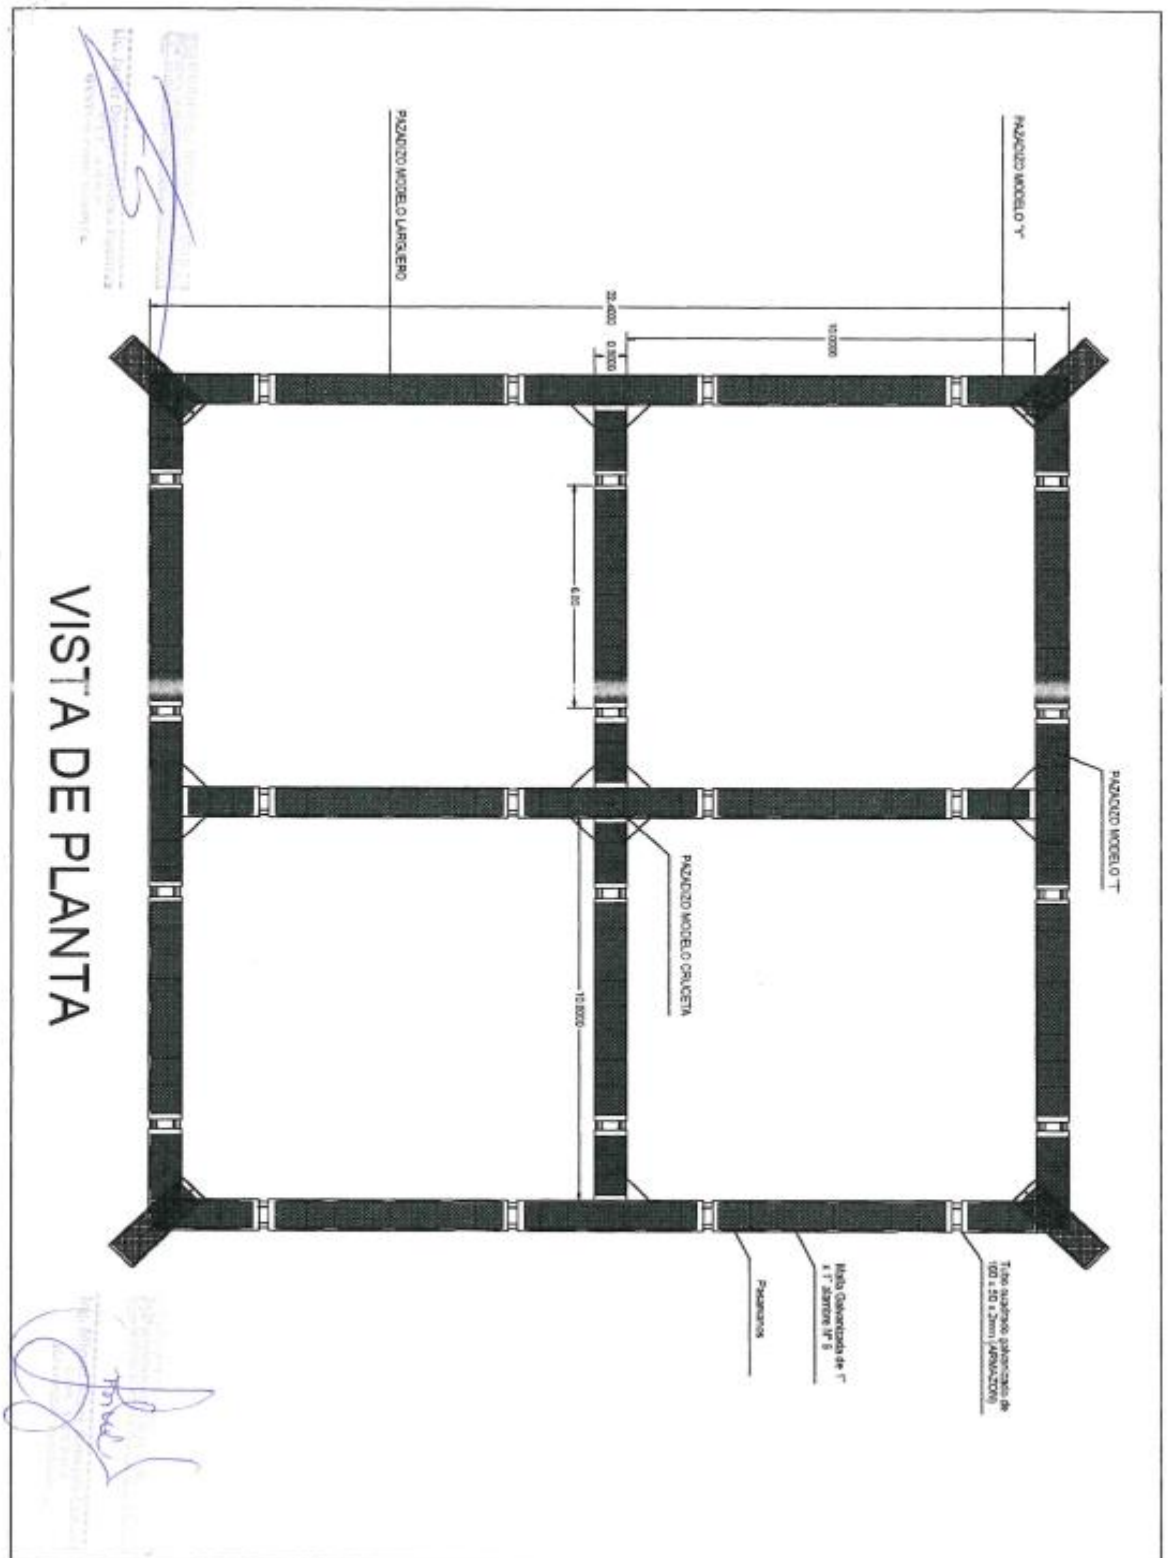 PAZADIZO MODELO "Y"
PAZADIZO MODELO LARGUERO
22.4000
0.8000
10.0000
6.00
PAZADIZO MODELO "T"
PAZADIZO MODELO CRUCETA
10.0000
Tubo cuadrado galvanizado de
100 x 50 x 2mm (ARMAZON)
Malla Galvanizada de 1"
x 1" alambre Nº 8
Pasamanos
VISTA DE PLANTA